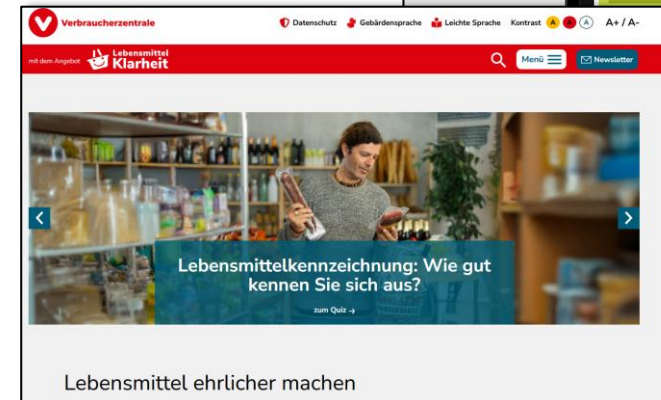 Verbraucherzentrale
Datenschutz Gebärdensprache Leichte Sprache Kontrast A A A A+ / A-
mit dem Angebot Lebensmittel Klarheit
Menü Newsletter
Lebensmittelkennzeichnung: Wie gut
kennen Sie sich aus?
zum Quiz →
Lebensmittel ehrlicher machen